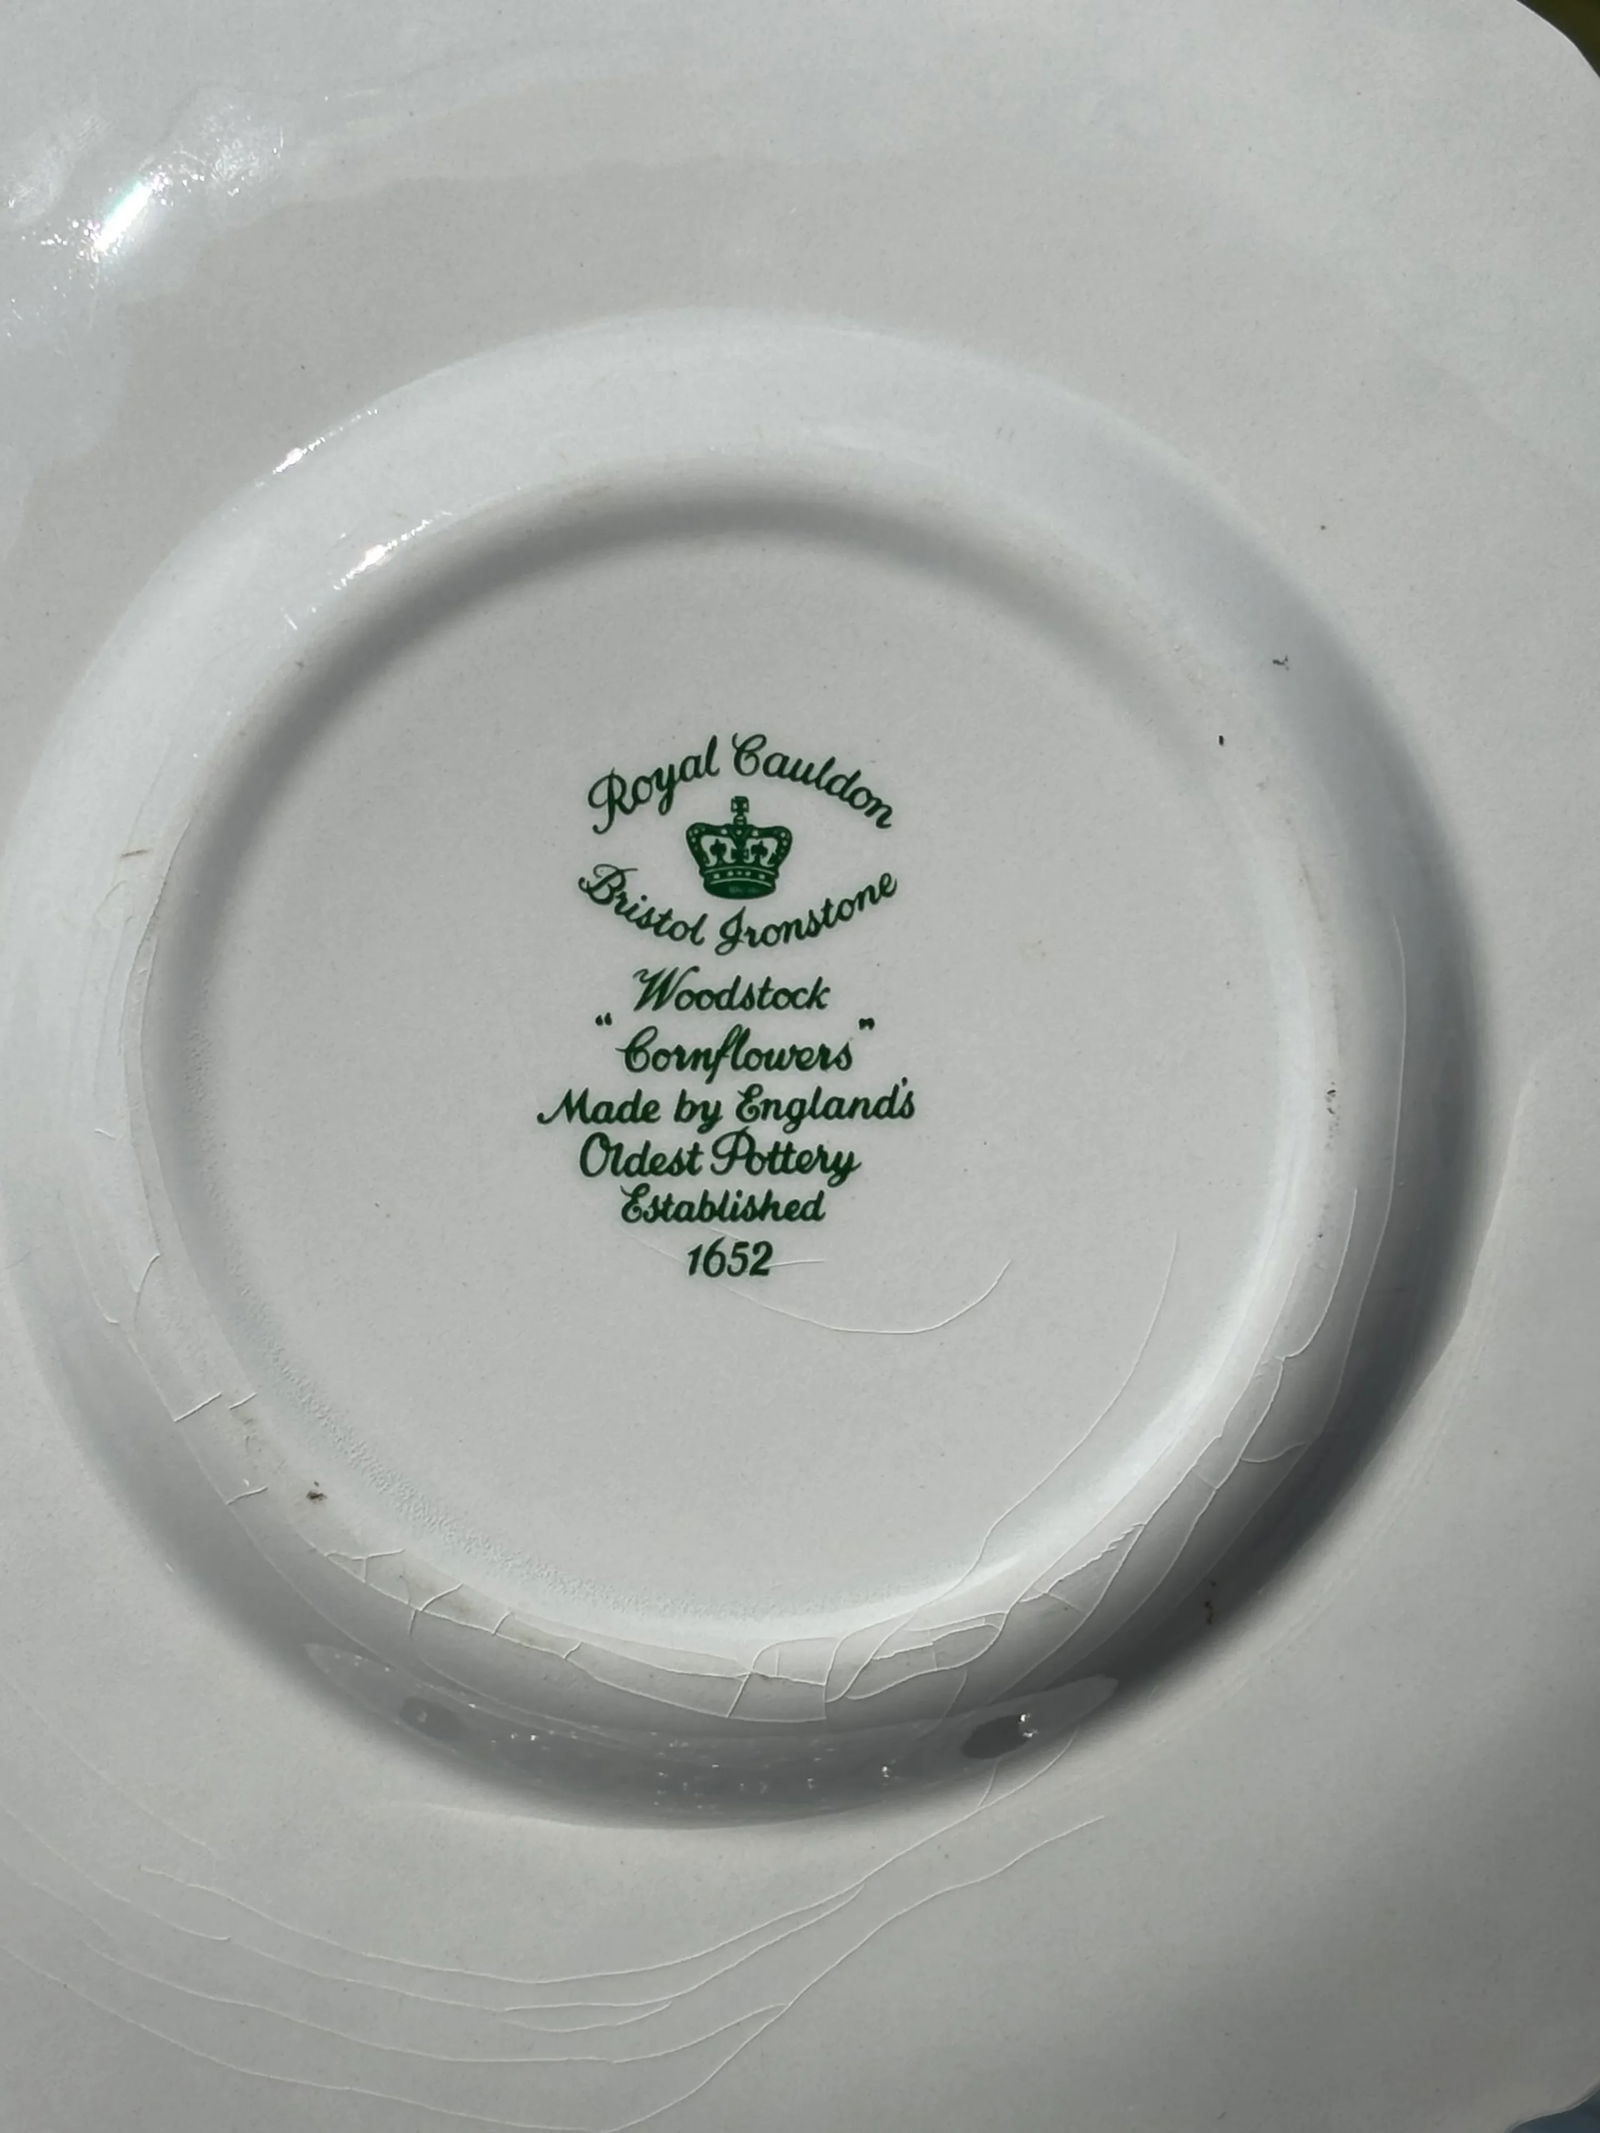 Royal Cauldon
Bristol Ironstone
Woodstock
"Cornflowers"
Made by England's
Oldest Pottery
Established
1652